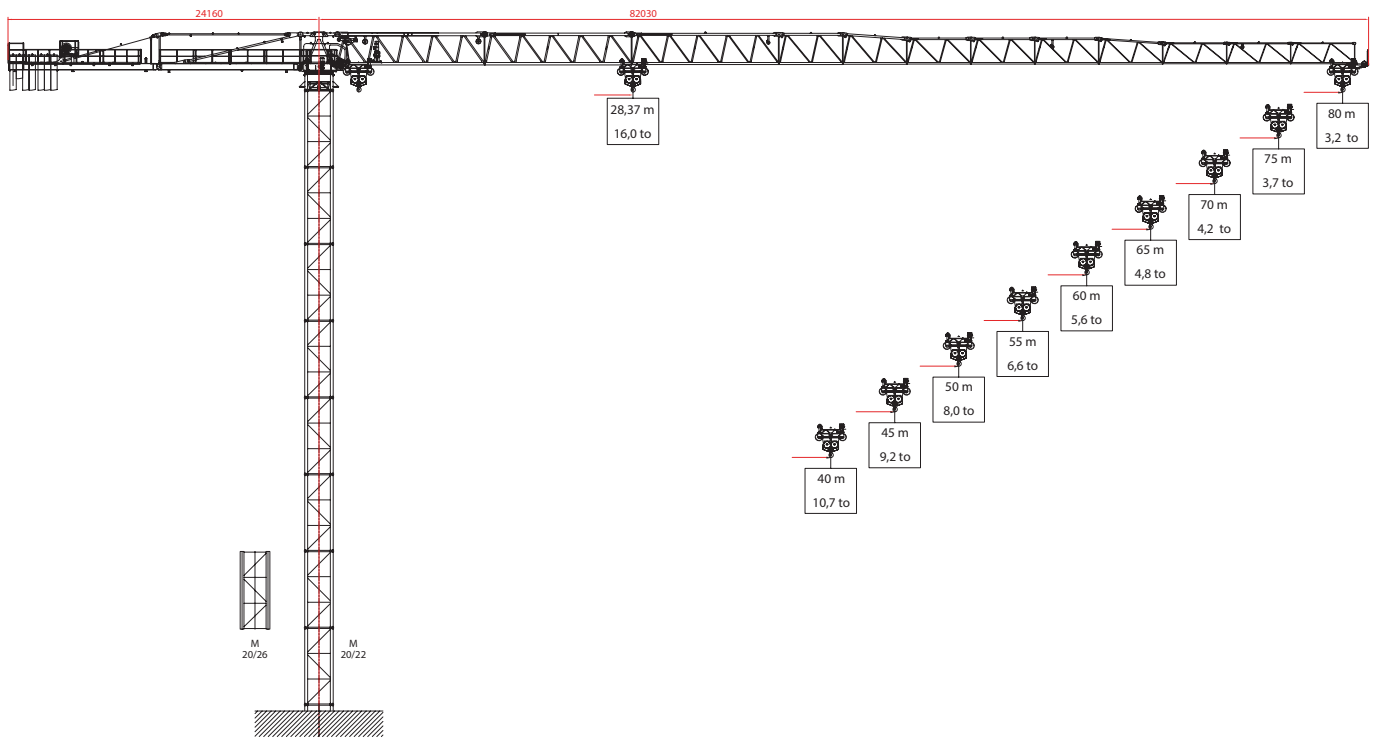 24160
82030
28,37 m
16,0 to
80 m
3,2 to
75 m
3,7 to
70 m
4,2 to
65 m
4,8 to
60 m
5,6 to
55 m
6,6 to
50 m
8,0 to
45 m
9,2 to
40 m
10,7 to
M
20/26
M
20/22